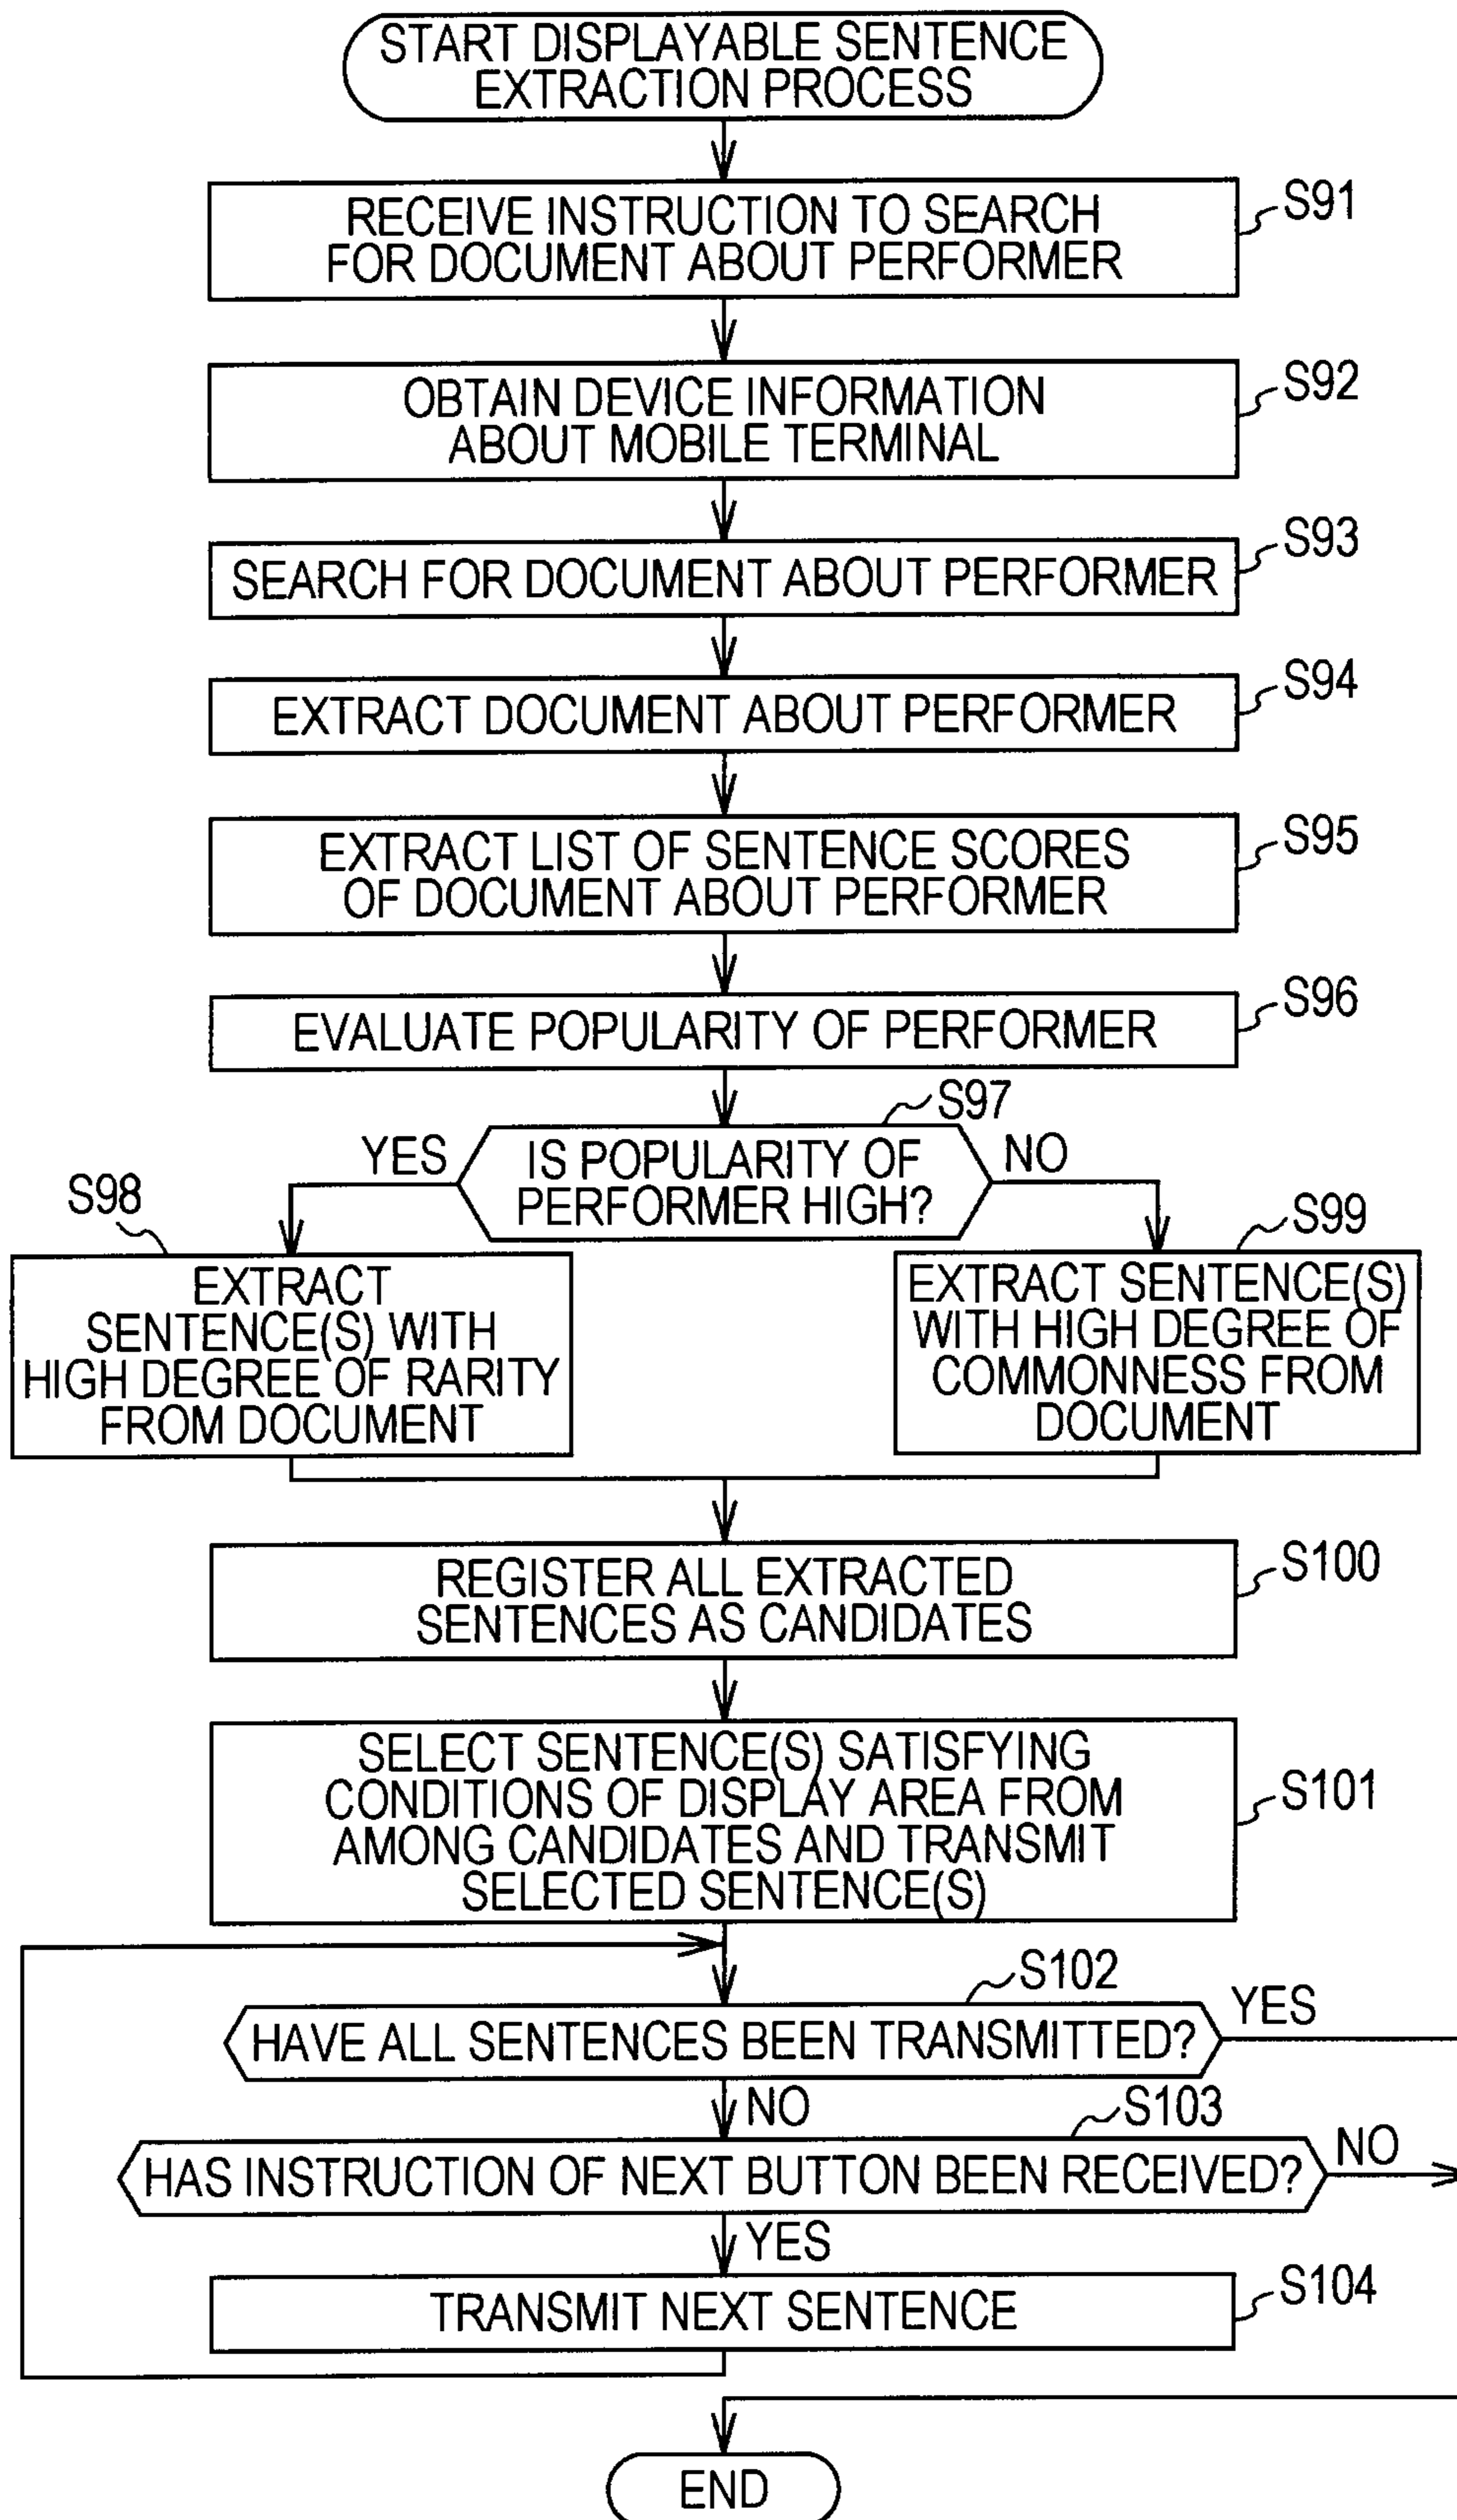 START DISPLAYABLE SENTENCE
EXTRACTION PROCESS
RECEIVE INSTRUCTION TO SEARCH
FOR DOCUMENT ABOUT PERFORMER
S91
OBTAIN DEVICE INFORMATION
ABOUT MOBILE TERMINAL
S92
SEARCH FOR DOCUMENT ABOUT PERFORMER
S93
EXTRACT DOCUMENT ABOUT PERFORMER
S94
EXTRACT LIST OF SENTENCE SCORES
OF DOCUMENT ABOUT PERFORMER
S95
EVALUATE POPULARITY OF PERFORMER
S96
S97
IS POPULARITY OF
PERFORMER HIGH?
YES
NO
S98
EXTRACT
SENTENCE(S) WITH
HIGH DEGREE OF RARITY
FROM DOCUMENT
S99
EXTRACT SENTENCE(S)
WITH HIGH DEGREE OF
COMMONNESS FROM
DOCUMENT
REGISTER ALL EXTRACTED
SENTENCES AS CANDIDATES
S100
SELECT SENTENCE(S) SATISFYING
CONDITIONS OF DISPLAY AREA FROM
AMONG CANDIDATES AND TRANSMIT
SELECTED SENTENCE(S)
S101
S102
HAVE ALL SENTENCES BEEN TRANSMITTED?
YES
NO
S103
HAS INSTRUCTION OF NEXT BUTTON BEEN RECEIVED?
NO
YES
TRANSMIT NEXT SENTENCE
S104
END